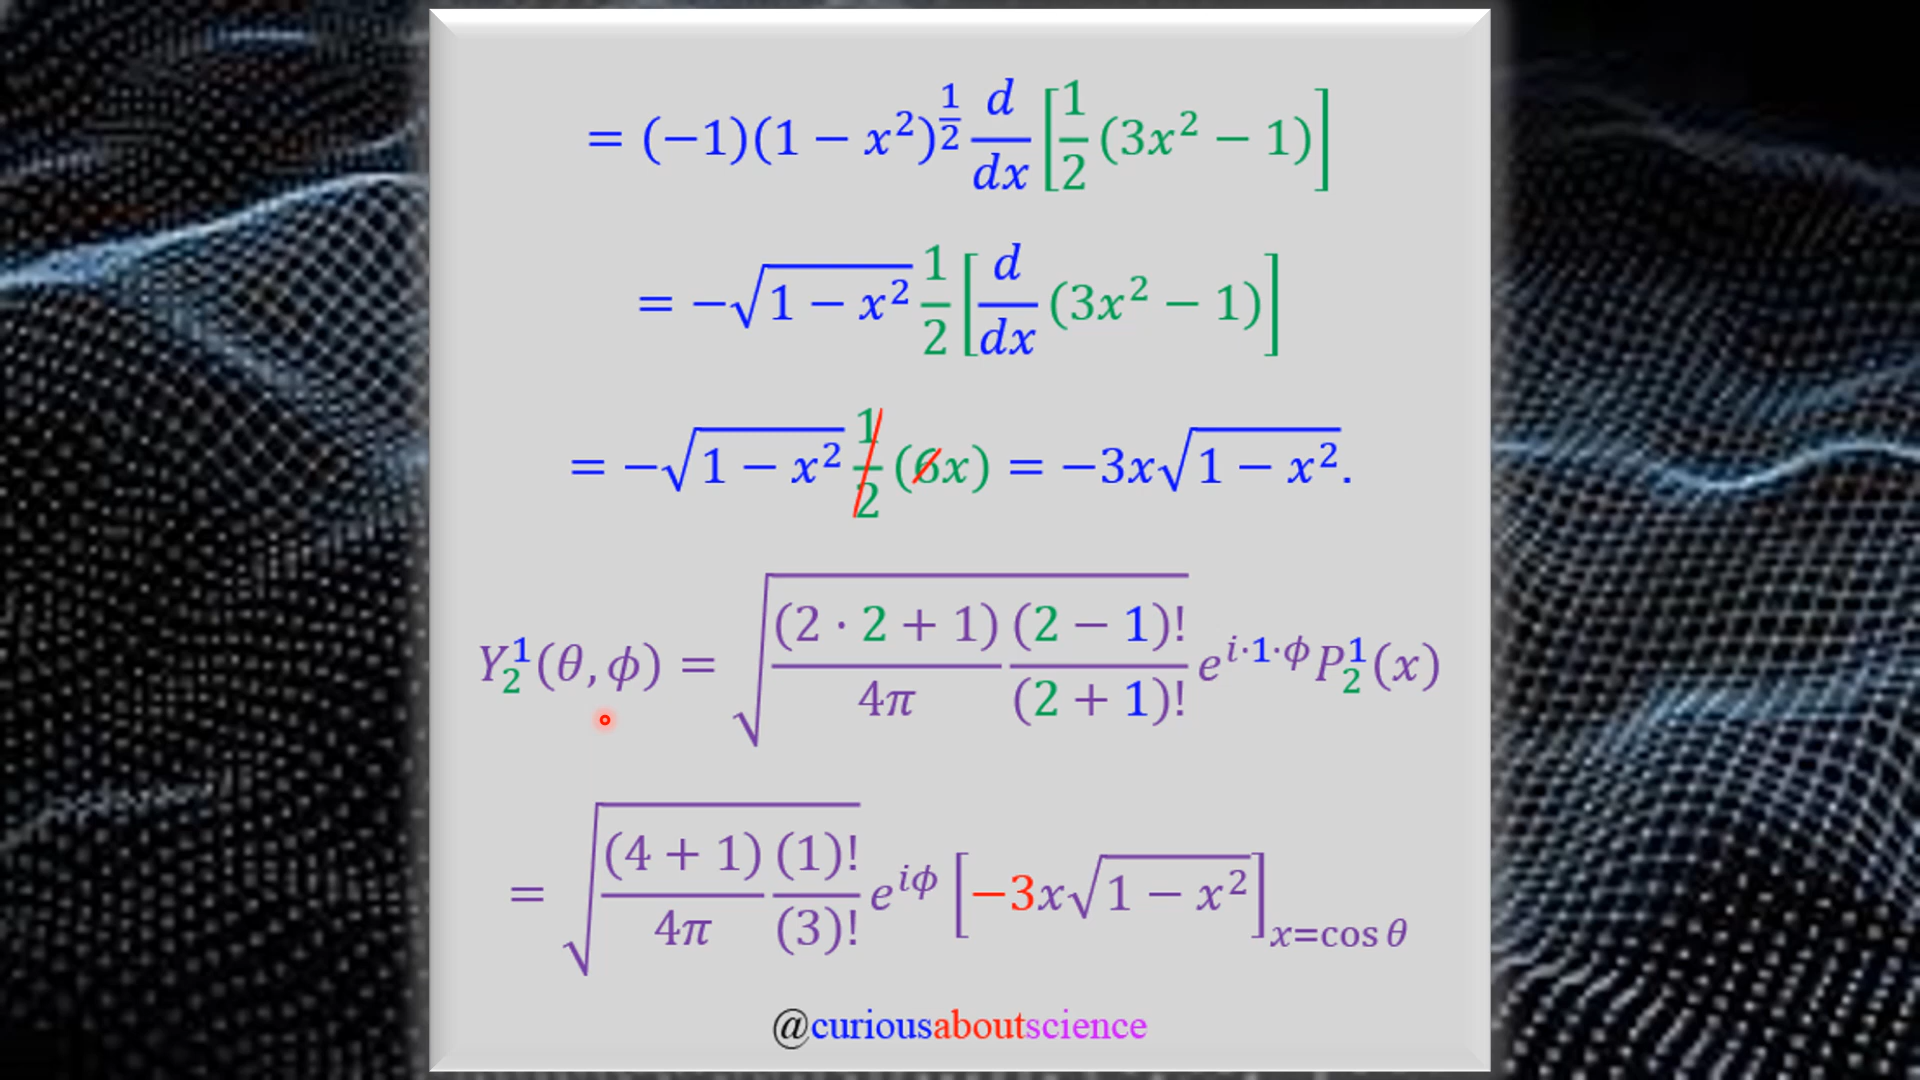 = (−1)(1 − x²)^{1/2} d/dx [1/2 (3x² − 1)]
= −√(1 − x²) 1/2 [d/dx (3x² − 1)]
= −√(1 − x²) 1/2 (6x) = −3x√(1 − x²).
Y₂¹(θ, ϕ) = √((2 · 2 + 1)/4π (2 − 1)!/(2 + 1)!) e^{i·1·ϕ} P₂¹(x)
= √((4 + 1)/4π (1)!/(3)!) e^{iϕ} [−3x√(1 − x²)]_{x=cos θ}
@curiousaboutscience